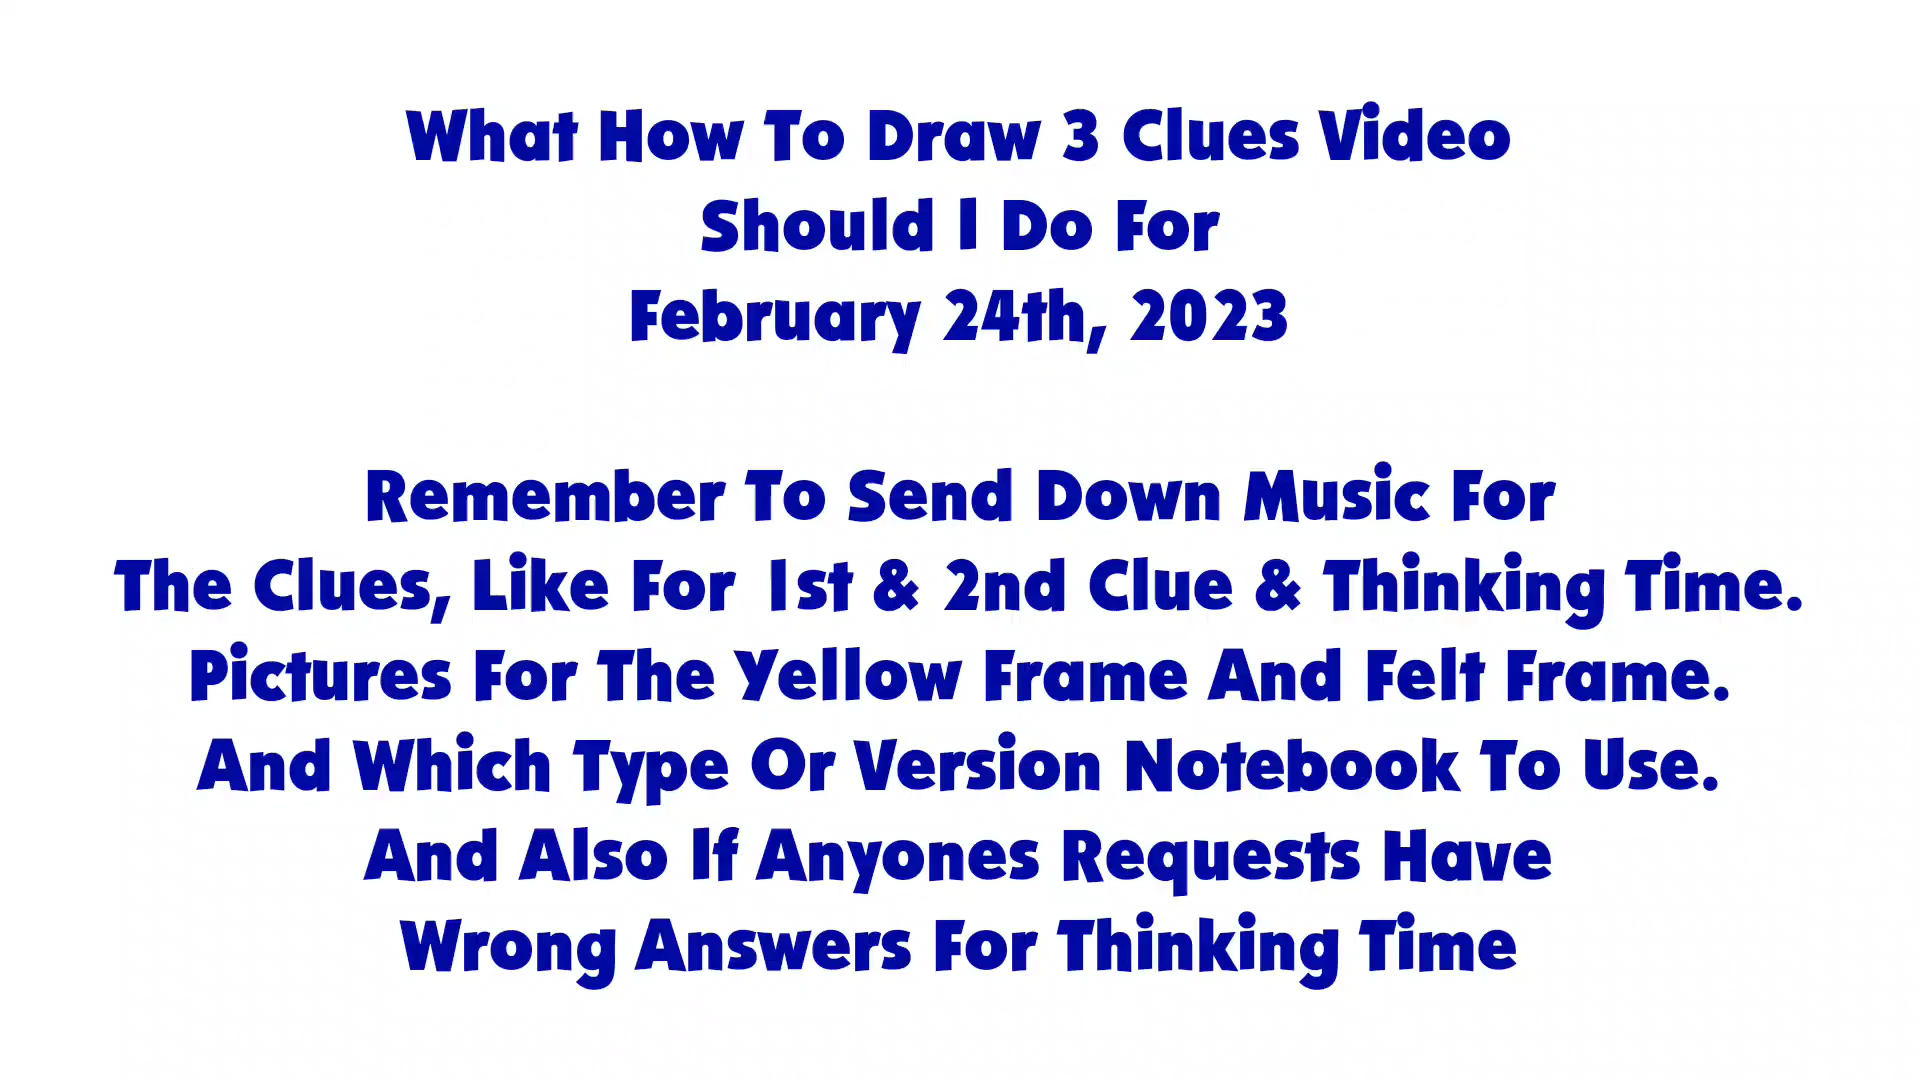 What How To Draw 3 Clues Video
Should I Do For
February 24th, 2023
Remember To Send Down Music For
The Clues, Like For 1st & 2nd Clue & Thinking Time.
Pictures For The Yellow Frame And Felt Frame.
And Which Type Or Version Notebook To Use.
And Also If Anyones Requests Have
Wrong Answers For Thinking Time